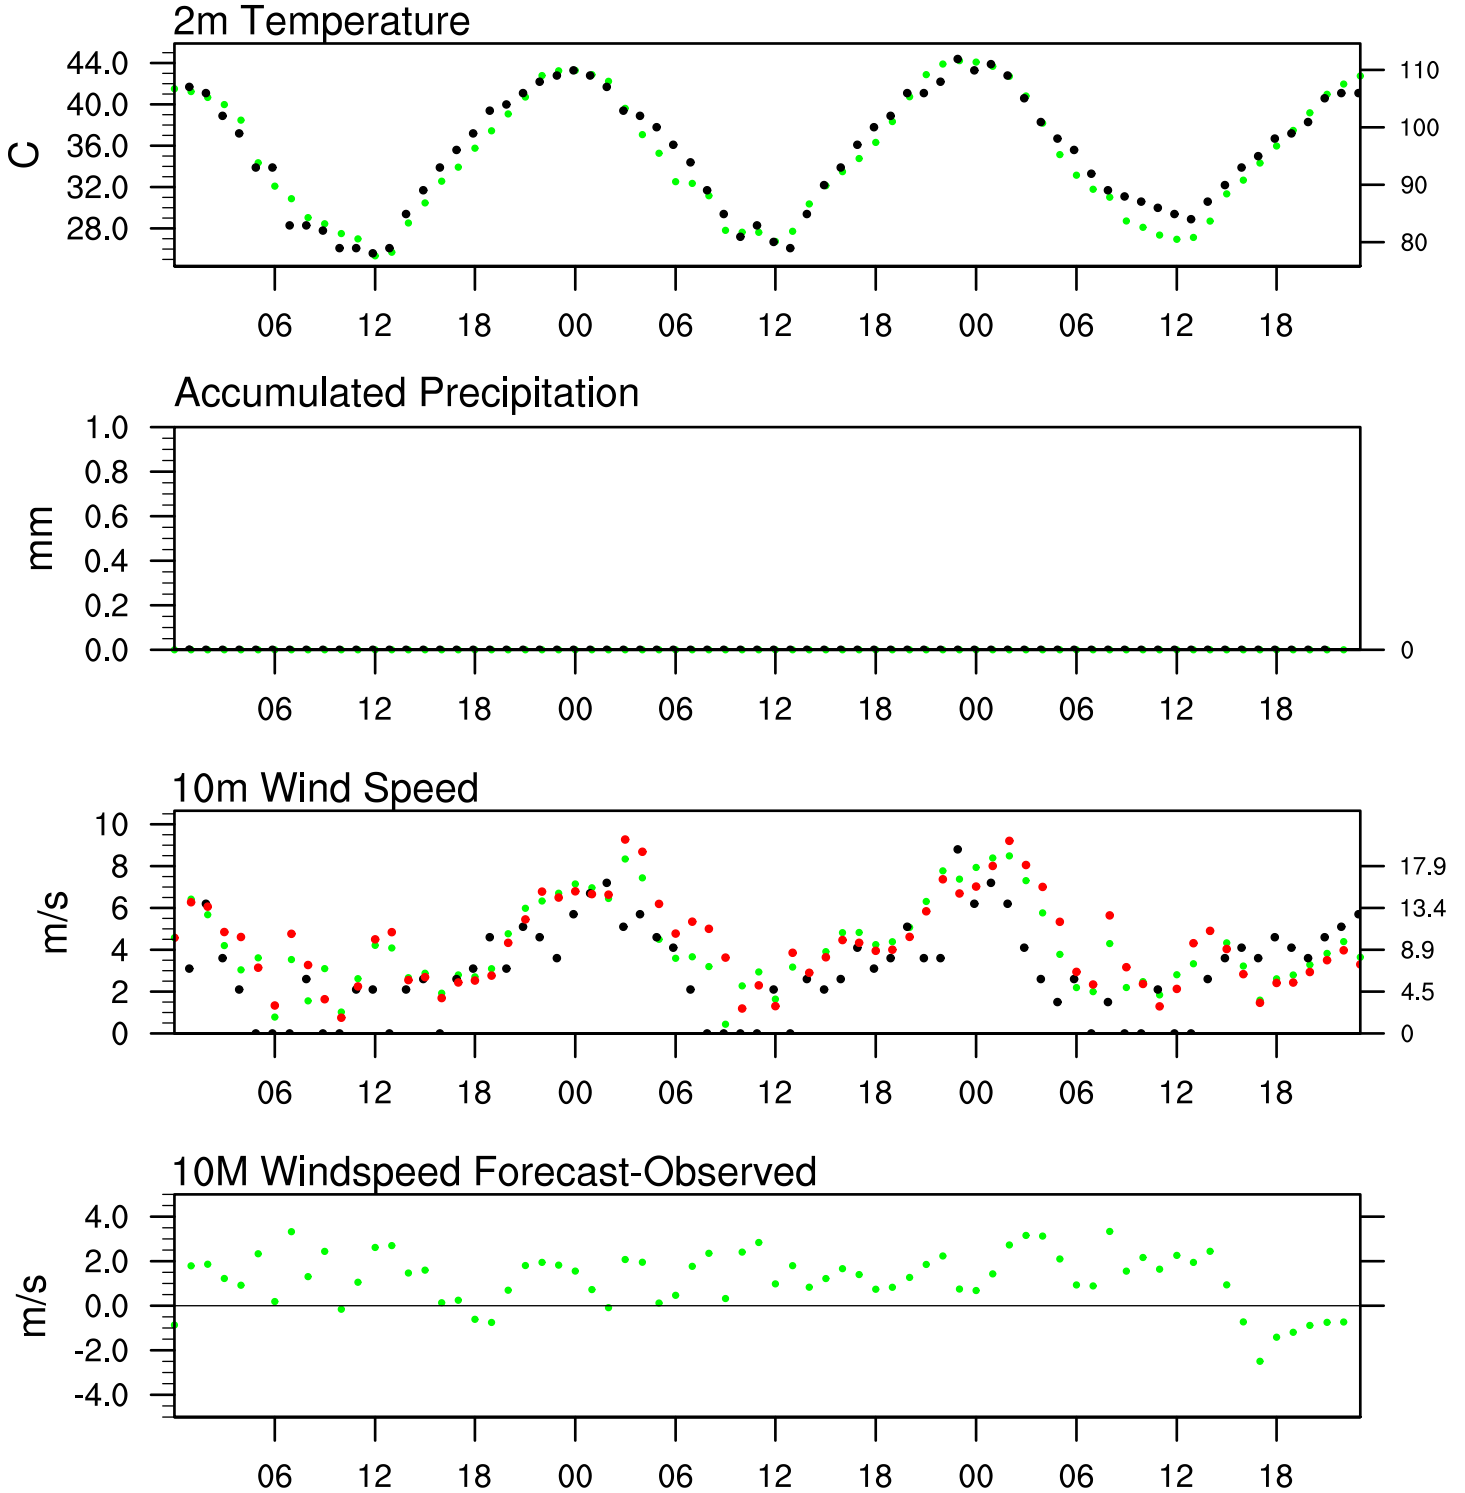 2m Temperature
44.0
40.0
36.0
32.0
28.0
C
110
100
90
80
06 12 18 00 06 12 18 00 06 12 18
Accumulated Precipitation
1.0
0.8
0.6
0.4
0.2
0.0
mm
0
06 12 18 00 06 12 18 00 06 12 18
10m Wind Speed
10
8
6
4
2
0
m/s
17.9
13.4
8.9
4.5
0
06 12 18 00 06 12 18 00 06 12 18
10M Windspeed Forecast-Observed
4.0
2.0
0.0
-2.0
-4.0
m/s
06 12 18 00 06 12 18 00 06 12 18